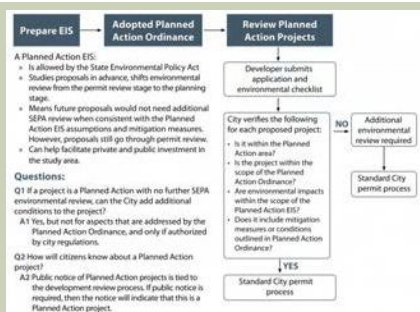 Prepare EIS
Adopted Planned
Action Ordinance
Review Planned
Action Projects
A Planned Action EIS:
» Is allowed by the State Environmental Policy Act
» Studies proposals in advance, shifts environmental
review from the permit review stage to the planning
stage.
» Means future proposals would not need additional
SEPA review when consistent with the Planned
Action EIS assumptions and mitigation measures.
However, proposals still go through permit review.
» Can help facilitate private and public investment in
the study area.
Questions:
Q1 If a project is a Planned Action with no further SEPA
environmental review, can the City add additional
conditions to the project?
A1 Yes, but not for aspects that are addressed by the
Planned Action Ordinance, and only if authorized
by city regulations.
Q2 How will citizens know about a Planned Action
project?
A2 Public notice of Planned Action projects is tied to
the development review process. If public notice is
required, then the notice will indicate that this is a
Planned Action project.
Developer submits
application and
environmental checklist
City verifies the following
for each proposed project:
• Is it within the Planned
Action area?
• Is the project within the
scope of the Planned
Action Ordinance?
• Are environmental impacts
within the scope of the
Planned Action EIS?
• Does it include mitigation
measures or conditions
outlined in Planned Action
Ordinance?
NO
Additional
environmental
review required
Standard City
permit process
YES
Standard City permit
process